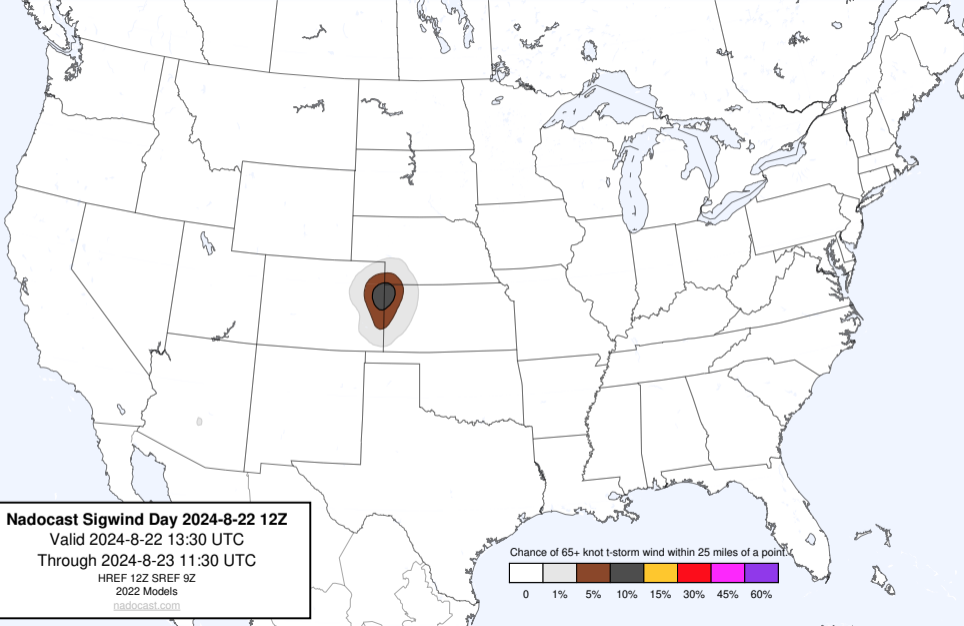 Nadocast Sigwind Day 2024-8-22 12Z
Valid 2024-8-22 13:30 UTC
Through 2024-8-23 11:30 UTC
HREF 12Z SREF 9Z
2022 Models
nadocast.com
Chance of 65+ knot t-storm wind within 25 miles of a point.
0 1% 5% 10% 15% 30% 45% 60%